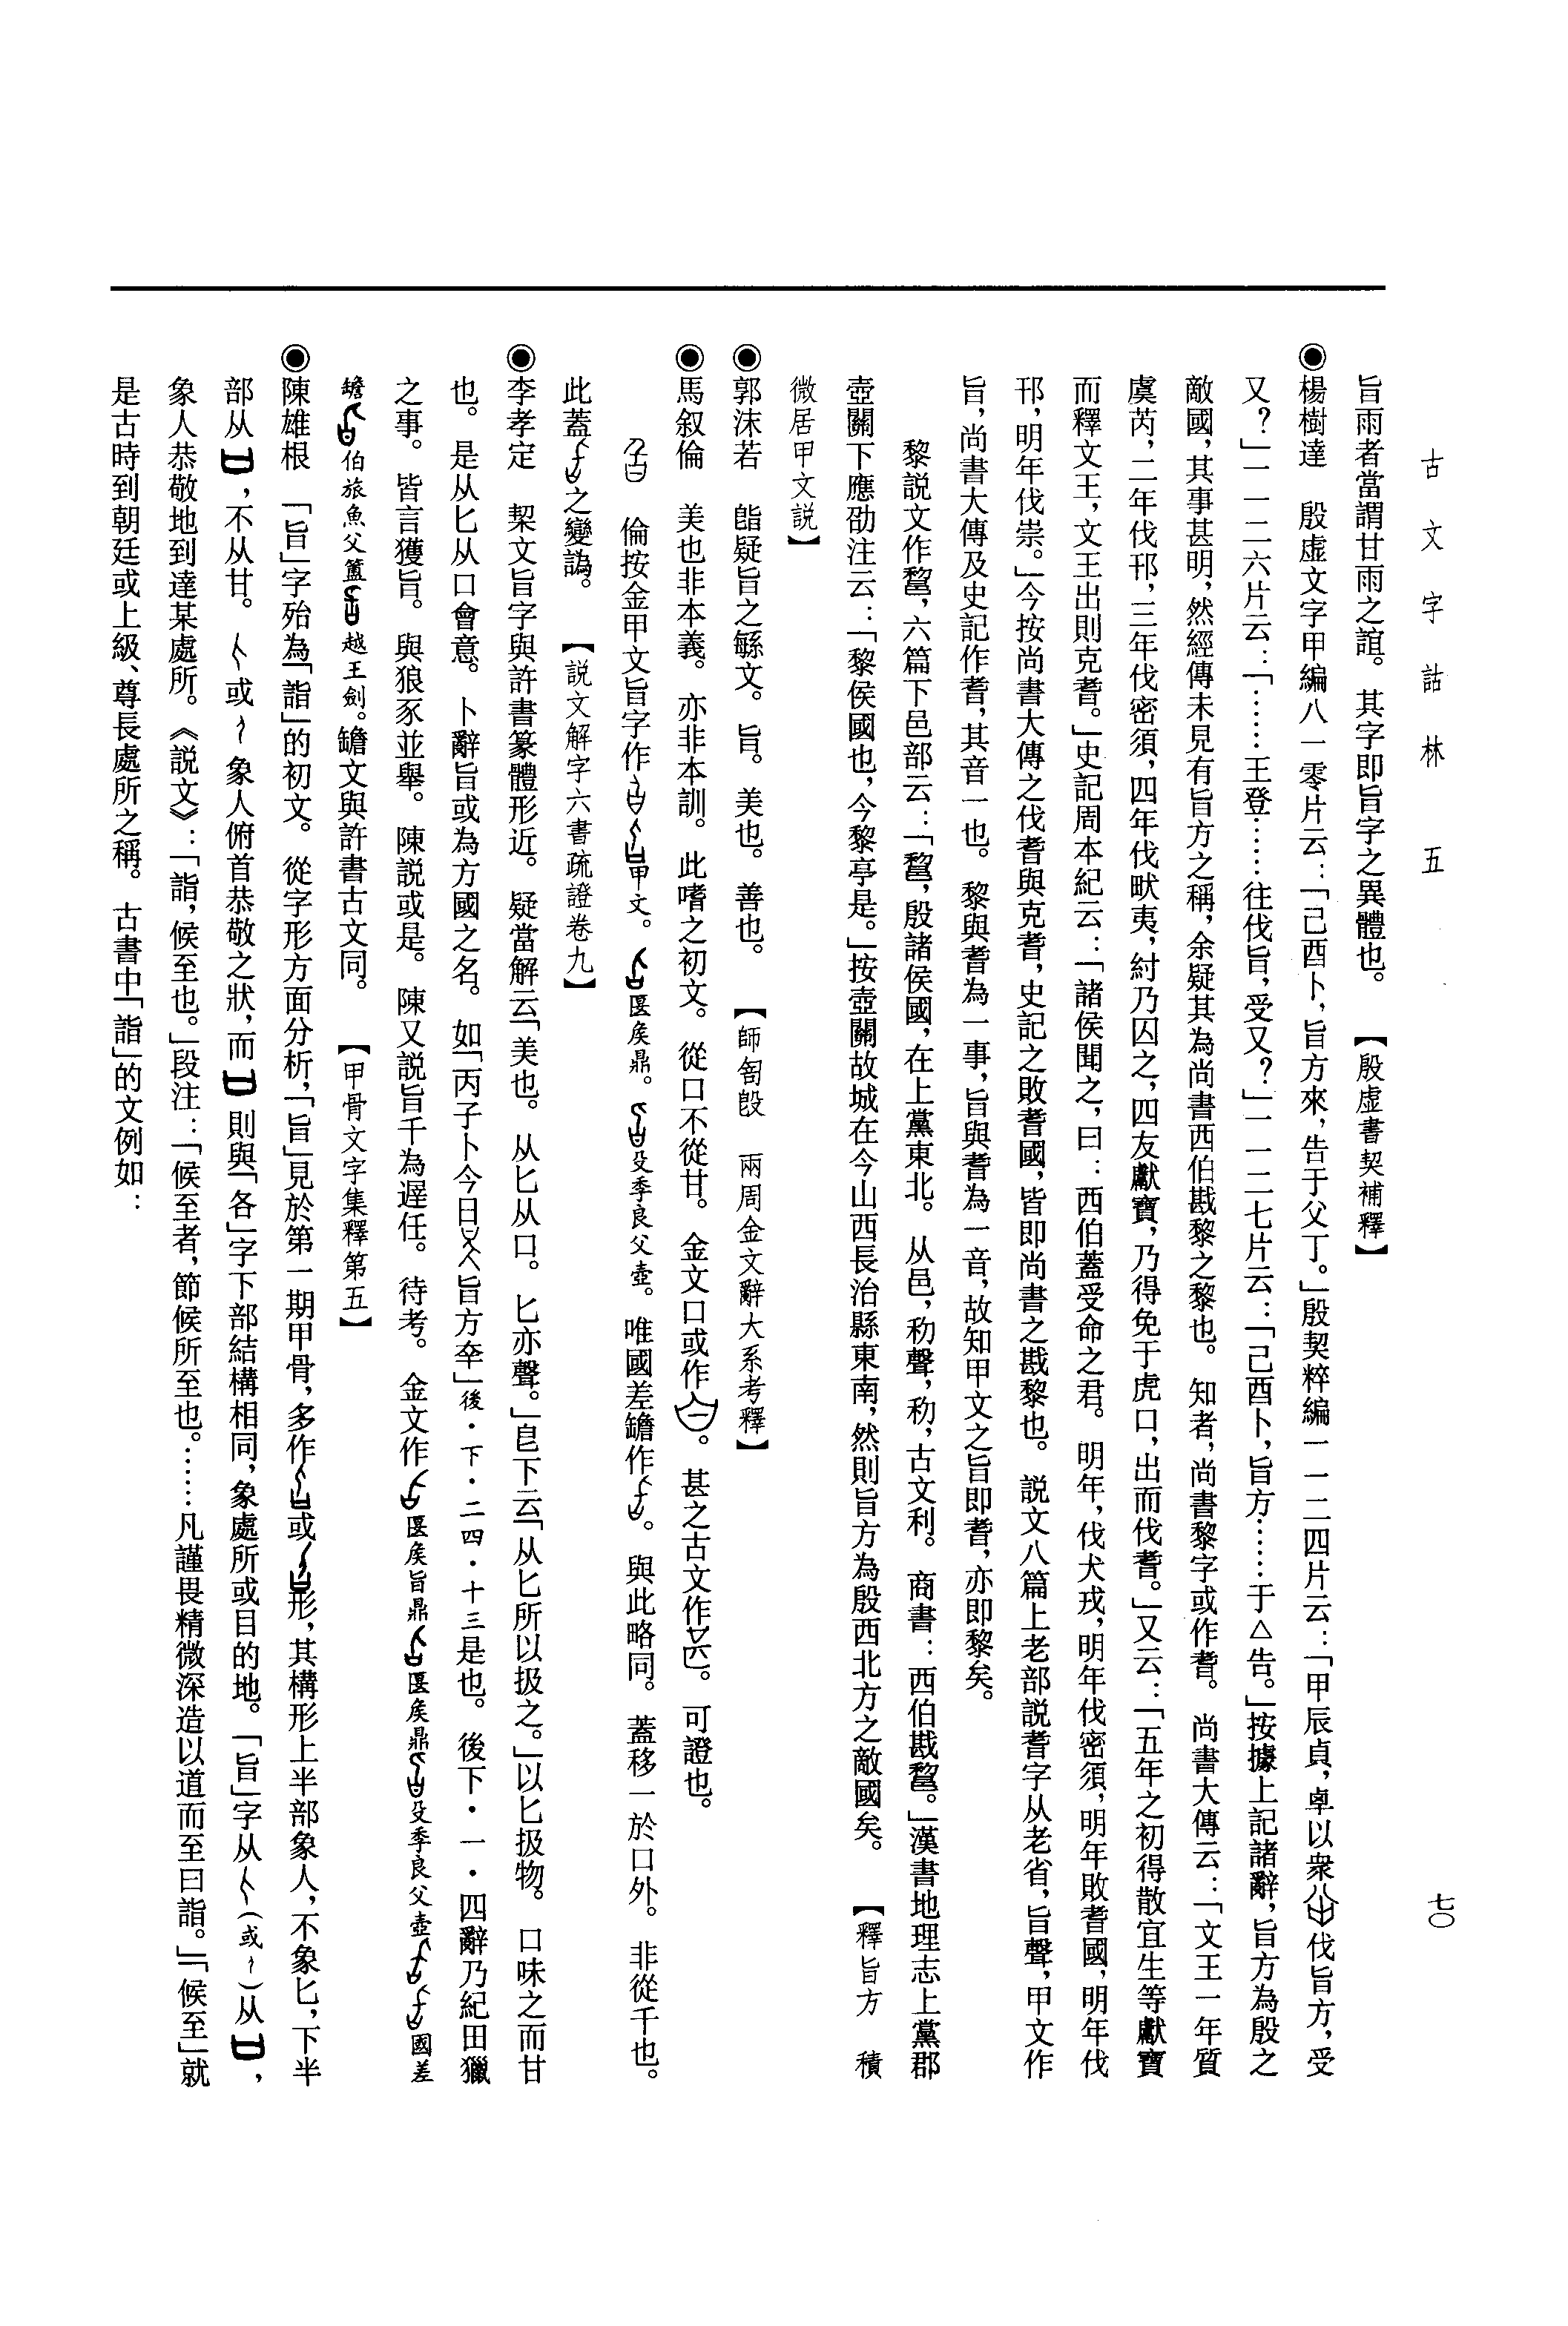 古文字詁林 五
七〇
旨雨者當謂甘雨之誼。其字即旨字之異體也。【殷虛書契補釋】
◉楊樹達 殷虛文字甲編八一零片云：「己酉卜，旨方來，告于父丁。」殷契粹編一一二四片云：「甲辰貞，𠦪以衆伐旨方，受
又？」一一二六片云：「……王登……往伐旨，受又？」一一二七片云：「己酉卜，旨方……于△告。」按據上記諸辭，旨方為殷之
敵國，其事甚明，然經傳未見有旨方之稱，余疑其為尚書西伯戡黎之黎也。知者，尚書黎字或作耆。尚書大傳云：「文王一年質
虞芮，二年伐邗，三年伐密須，四年伐畎夷，紂乃囚之，四友獻寶，乃得免于虎口，出而伐耆。」又云：「五年之初得散宜生等獻寶
而釋文王，文王出則克耆。」史記周本紀云：「諸侯聞之，曰：西伯蓋受命之君。明年，伐犬戎，明年伐密須，明年敗耆國，明年伐
邗，明年伐崇。」今按尚書大傳之伐耆與克耆，史記之敗耆國，皆即尚書之戡黎也。説文八篇上老部説耆字从老省，旨聲，甲文作
旨，尚書大傳及史記作耆，其音一也。黎與耆為一事，旨與耆為一音，故知甲文之旨即耆，亦即黎矣。
黎説文作𨛫，六篇下邑部云：「𨛫，殷諸侯國，在上黨東北。从邑，𥝢聲，𥝢，古文利。商書：西伯戡𨛫。」漢書地理志上黨郡
壺關下應劭注云：「黎侯國也，今黎亭是。」按壺關故城在今山西長治縣東南，然則旨方為殷西北方之敵國矣。【釋旨方 積
微居甲文説】
◉郭沫若 䭫疑旨之緐文。旨。美也。善也。【師匎𣪘 兩周金文辭大系考釋】
◉馬叙倫 美也非本義。亦非本訓。此嗜之初文。從口不從甘。金文口或作。甚之古文作。可證也。
倫按金甲文旨字作甲文。匽矦鼎。殳季良父壺。唯國差𦉜作。與此略同。蓋移一於口外。非從千也。
此蓋之變譌。【説文解字六書疏證卷九】
◉李孝定 栔文旨字與許書篆體形近。疑當解云「美也。从匕从口。匕亦聲。」皀下云「从匕所以扱之。」以匕扱物。口味之而甘
也。是从匕从口會意。卜辭旨或為方國之名。如「丙子卜今日旨方㚔」後·下·二四·十三是也。後下·一·四辭乃紀田獵
之事。皆言獲旨。與狼豕並舉。陳説或是。陳又説旨千為遅任。待考。金文作匽矦旨鼎匽矦鼎殳季良父壺國差
𦉜伯旅魚父簠越王劍。𦉜文與許書古文同。【甲骨文字集釋第五】
◉陳雄根 「旨」字殆為「詣」的初文。從字形方面分析，「旨」見於第一期甲骨，多作或形，其構形上半部象人，不象匕，下半
部从，不从甘。或象人俯首恭敬之狀，而則與「各」字下部結構相同，象處所或目的地。「旨」字从（或）从，
象人恭敬地到達某處所。《説文》：「詣，候至也。」段注：「候至者，節候所至也。……凡謹畏精微深造以道而至曰詣。」「候至」就
是古時到朝廷或上級、尊長處所之稱。古書中「詣」的文例如：